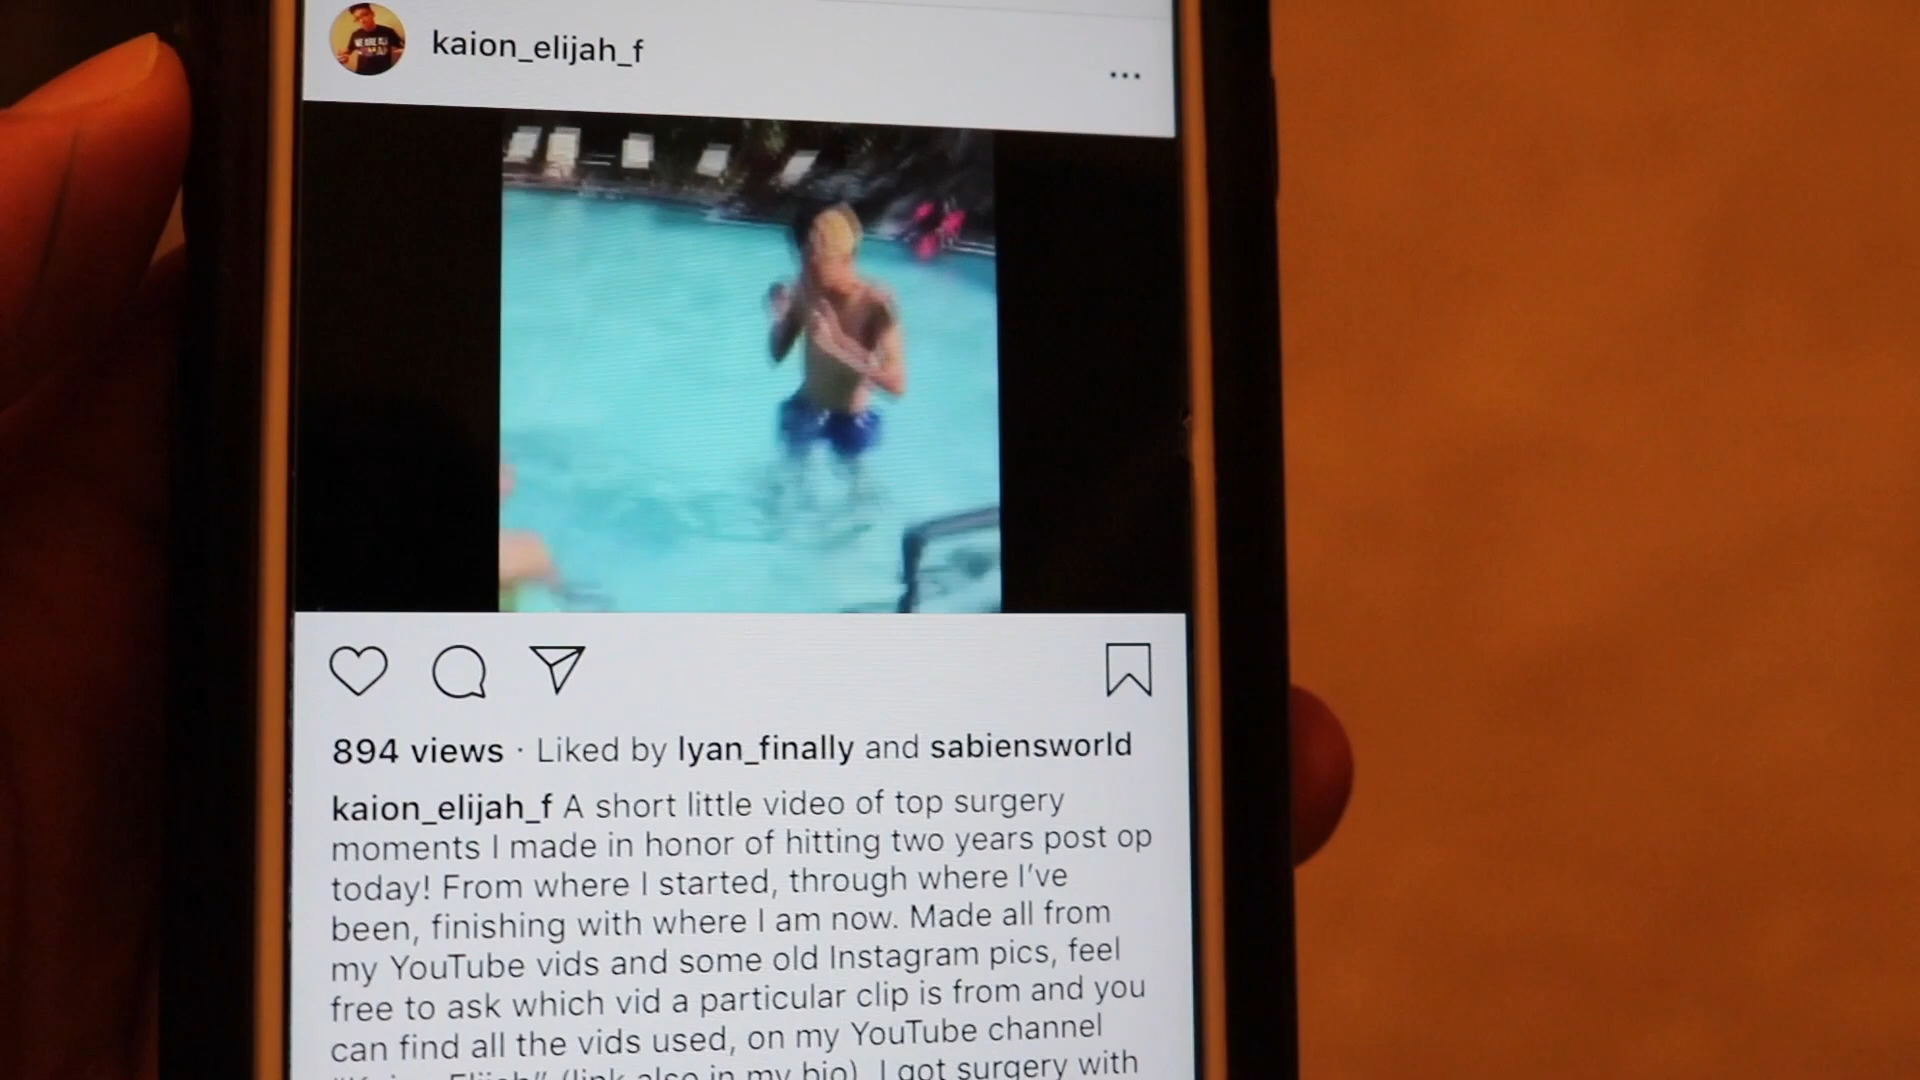 kaion_elijah_f
894 views · Liked by lyan_finally and sabiensworld
kaion_elijah_f A short little video of top surgery
moments I made in honor of hitting two years post op
today! From where I started, through where I've
been, finishing with where I am now. Made all from
my YouTube vids and some old Instagram pics, feel
free to ask which vid a particular clip is from and you
can find all the vids used, on my YouTube channel
Elijah" (link also in my bio). I got surgery with